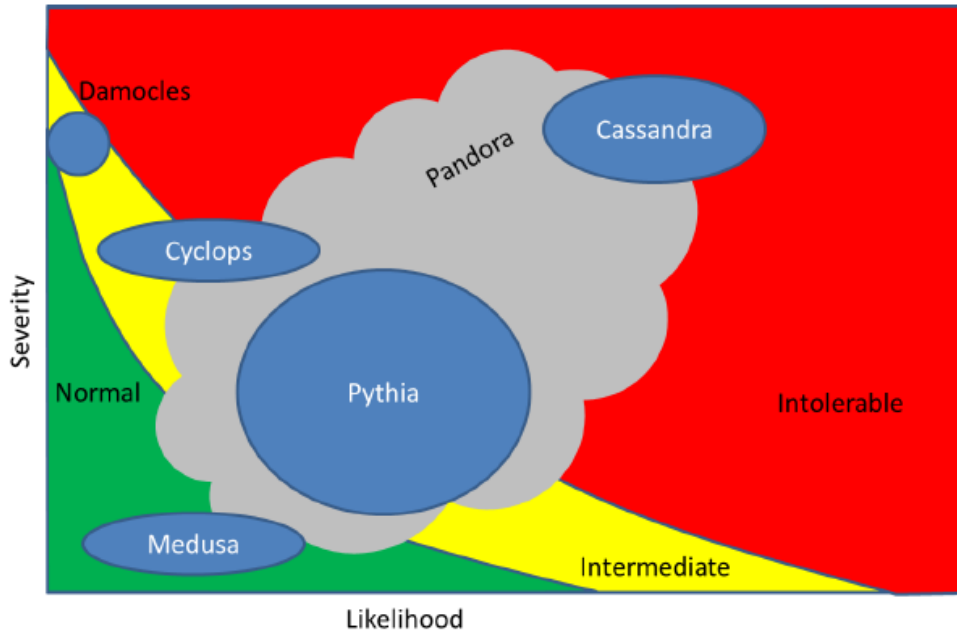 Damocles
Cassandra
Pandora
Cyclops
Severity
Normal
Pythia
Intolerable
Medusa
Intermediate
Likelihood